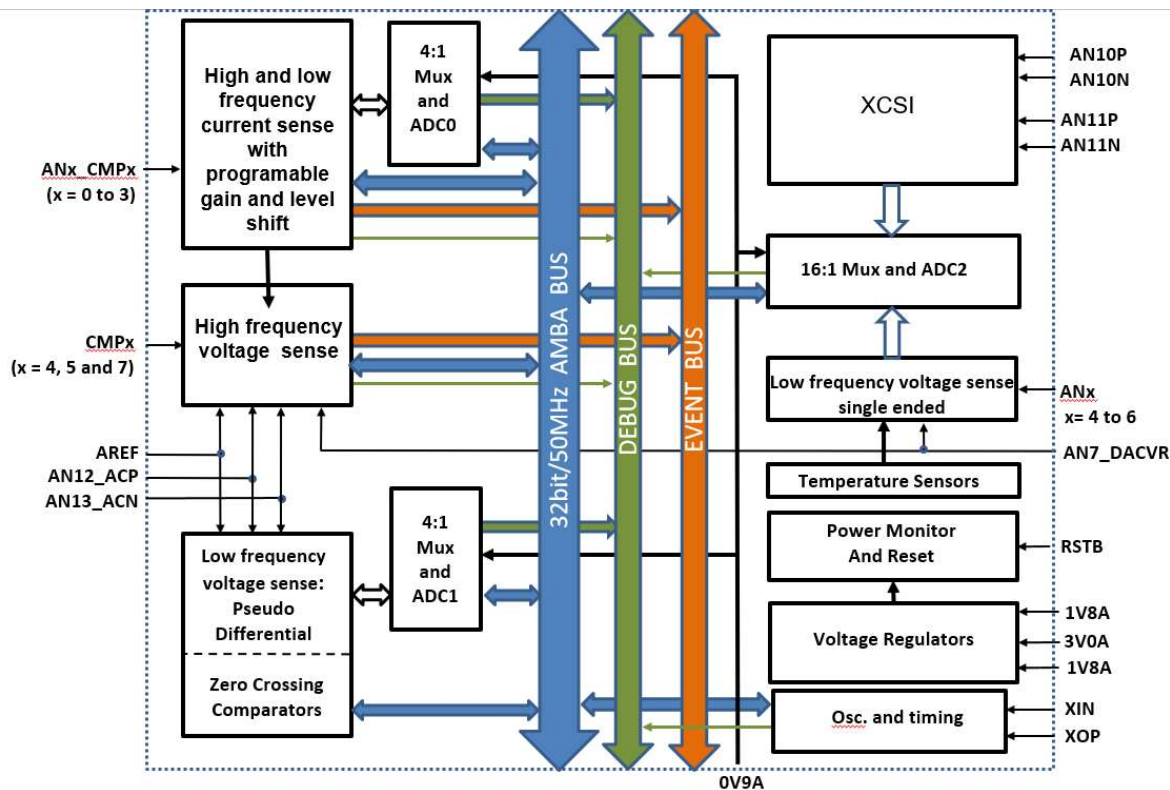 High and low
frequency
current sense
with
programable
gain and level
shift
4:1
Mux
and
ADC0
ANx_CMPx
(x = 0 to 3)
High frequency
voltage sense
CMPx
(x = 4, 5 and 7)
AREF
AN12_ACP
AN13_ACN
Low frequency
voltage sense:
Pseudo
Differential
Zero Crossing
Comparators
4:1
Mux
and
ADC1
32bit/50MHz AMBA BUS
DEBUG BUS
EVENT BUS
0V9A
XCSI
AN10P
AN10N
AN11P
AN11N
16:1 Mux and ADC2
Low frequency voltage sense
single ended
ANx
x= 4 to 6
AN7_DACVR
Temperature Sensors
Power Monitor
And Reset
RSTB
Voltage Regulators
1V8A
3V0A
1V8A
Osc. and timing
XIN
XOP